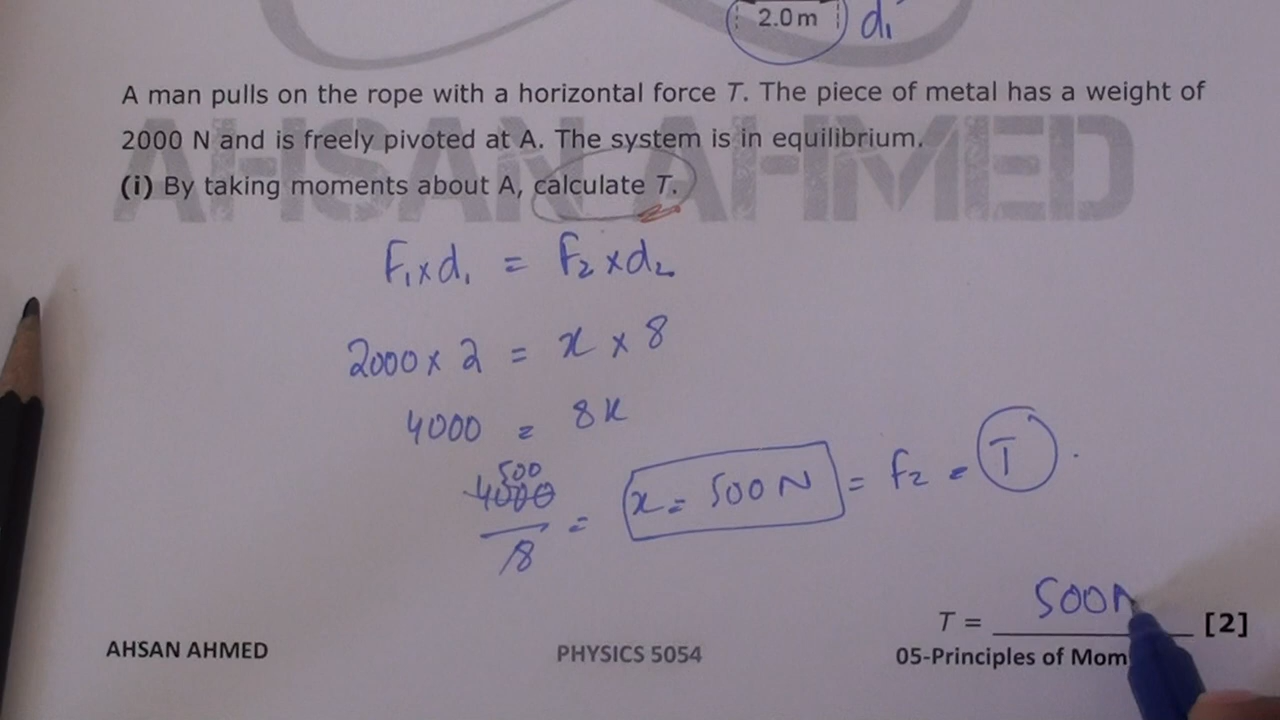 2.0 m d₁
A man pulls on the rope with a horizontal force T. The piece of metal has a weight of
2000 N and is freely pivoted at A. The system is in equilibrium.
AHSAN AHMED
(i) By taking moments about A, calculate T.
F₁ x d₁ = F₂ x d₂
2000 x 2 = x x 8
4000 = 8x
500
4000/8 = x = 500 N = F₂ = T .
T = 500N [2]
AHSAN AHMED PHYSICS 5054 05-Principles of Mom